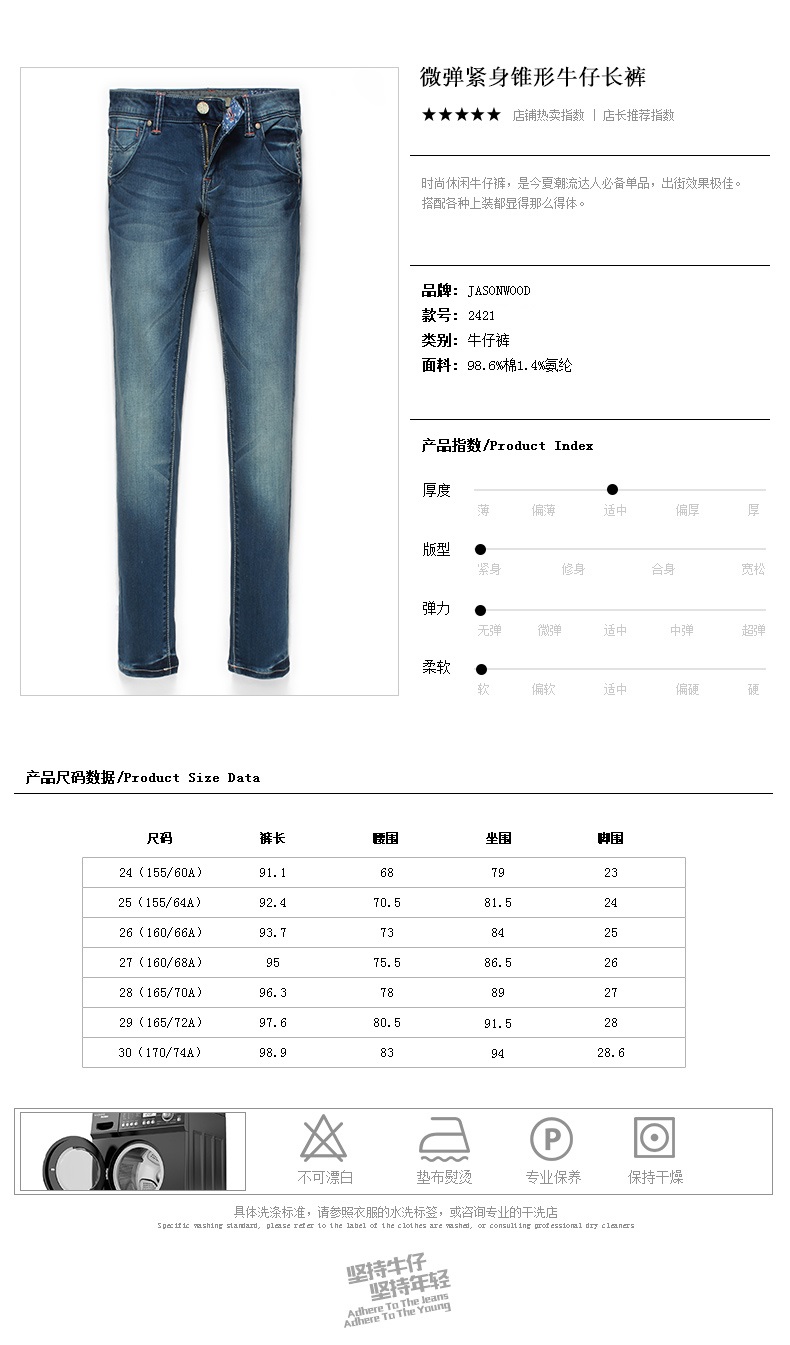 微弹紧身锥形牛仔长裤
★★★★★ 店铺热卖指数 | 店长推荐指数
时尚休闲牛仔裤，是今夏潮流达人必备单品，出街效果极佳。
搭配各种上装都显得那么得体。
品牌: JASONWOOD
款号: 2421
类别: 牛仔裤
面料: 98.6%棉1.4%氨纶
产品指数/Product Index
厚度
薄 偏薄 适中 偏厚 厚
版型
紧身 修身 合身 宽松
弹力
无弹 微弹 适中 中弹 超弹
柔软
软 偏软 适中 偏硬 硬
产品尺码数据/Product Size Data
尺码 裤长 腰围 坐围 脚围
24（155/60A） 91.1 68 79 23
25（155/64A） 92.4 70.5 81.5 24
26（160/66A） 93.7 73 84 25
27（160/68A） 95 75.5 86.5 26
28（165/70A） 96.3 78 89 27
29（165/72A） 97.6 80.5 91.5 28
30（170/74A） 98.9 83 94 28.6
P
不可漂白 垫布熨烫 专业保养 保持干燥
具体洗涤标准，请参照衣服的水洗标签，或咨询专业的干洗店
Specific washing standard, please refer to the label of the clothes are washed, or consulting professional dry cleaners
坚持牛仔
坚持年轻
Adhere To The Jeans
Adhere To The Young